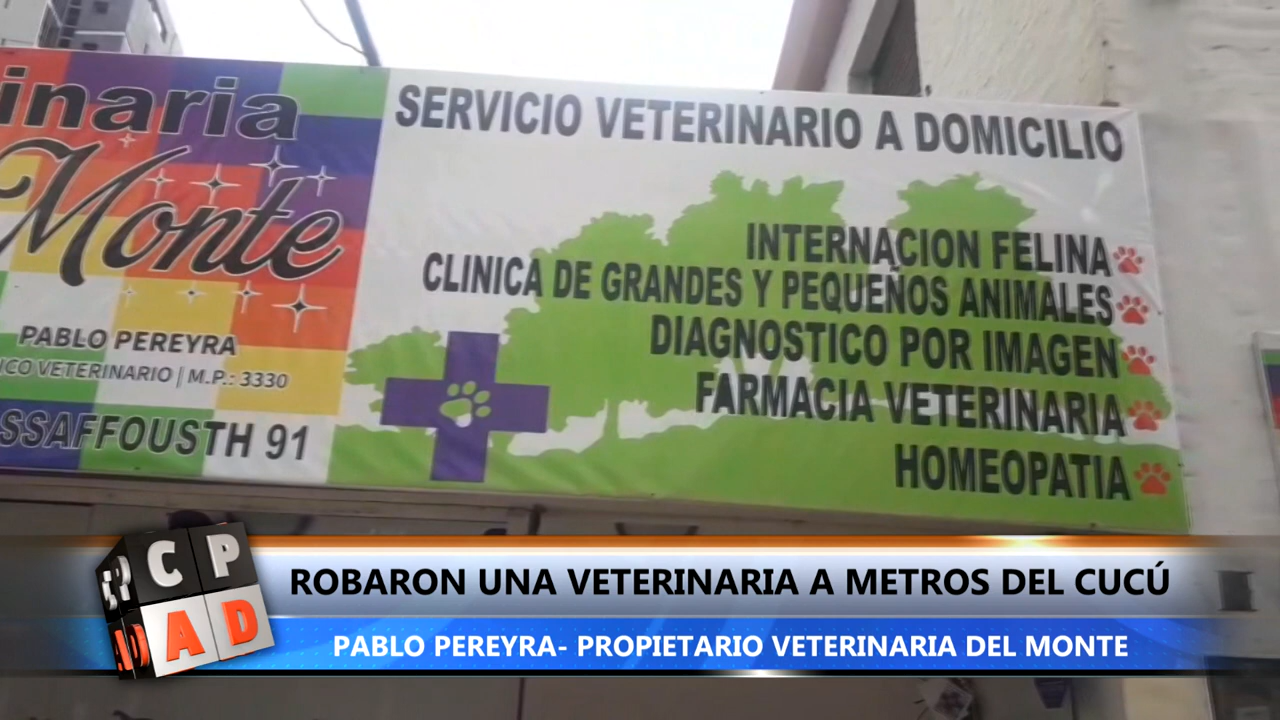 inaria
Monte
PABLO PEREYRA
ICO VETERINARIO | M.P.: 3330
SSAFFOUSTH 91
SERVICIO VETERINARIO A DOMICILIO
INTERNACION FELINA
CLINICA DE GRANDES Y PEQUEÑOS ANIMALES
DIAGNOSTICO POR IMAGEN
FARMACIA VETERINARIA
HOMEOPATIA
CP
AD
ROBARON UNA VETERINARIA A METROS DEL CUCÚ
PABLO PEREYRA- PROPIETARIO VETERINARIA DEL MONTE